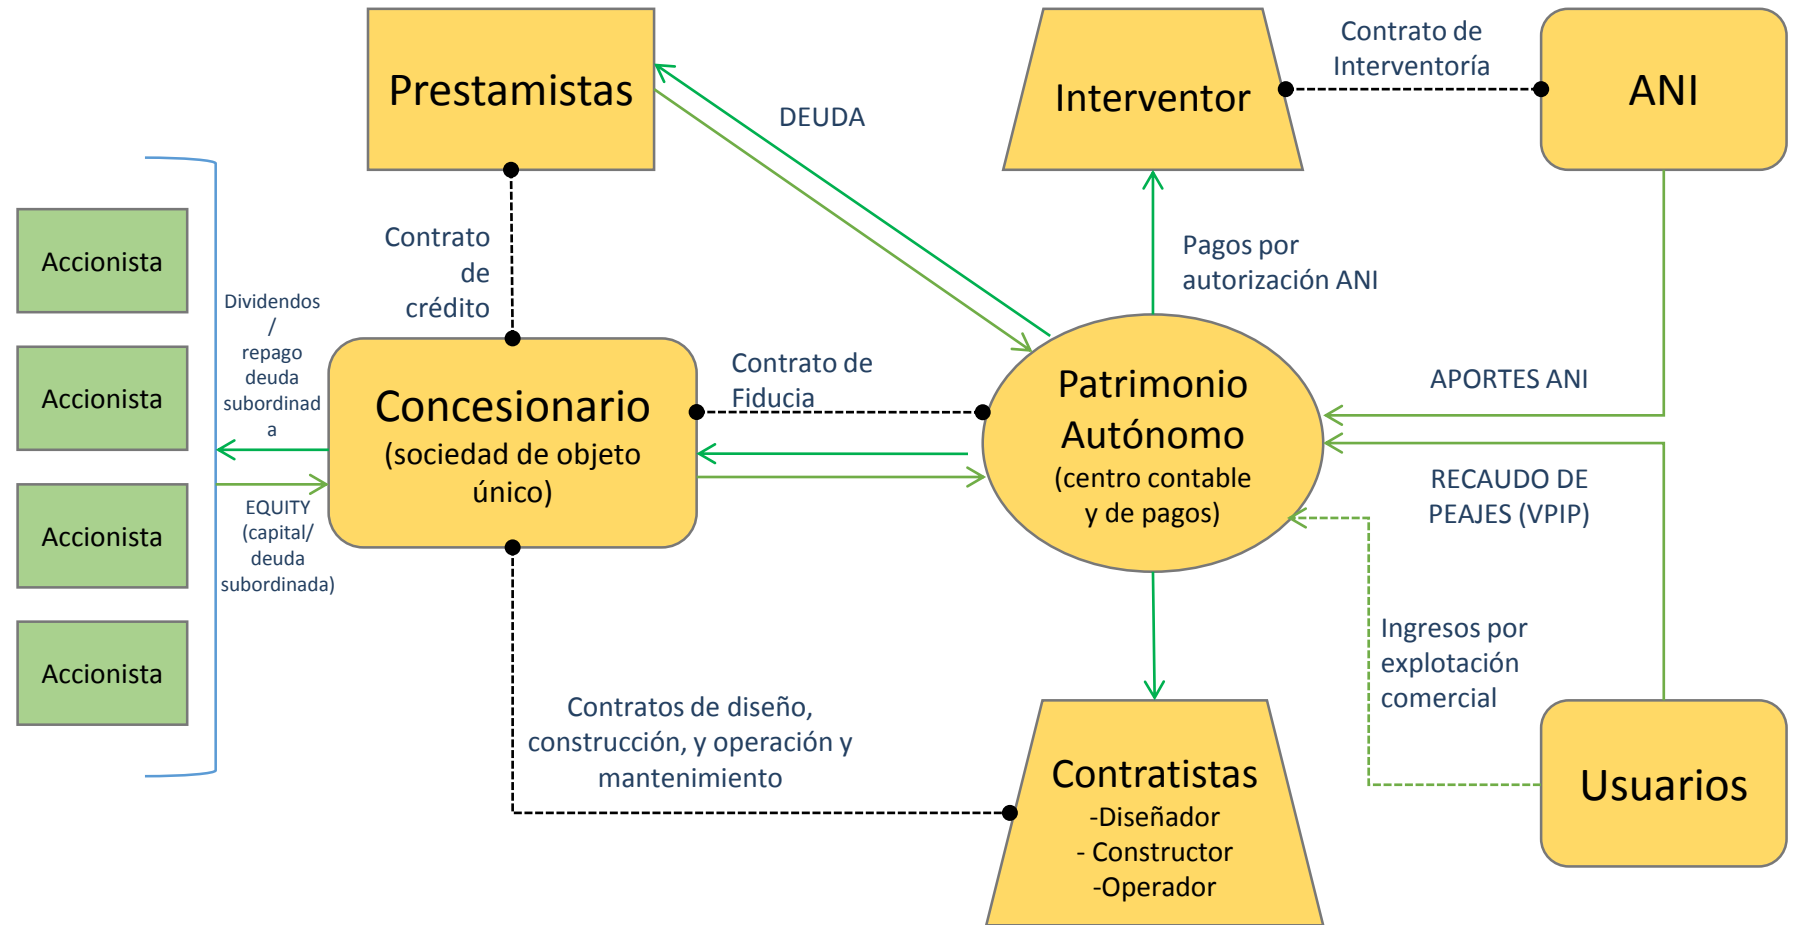 Prestamistas
DEUDA
Interventor
Contrato de
Interventoría
ANI
Accionista
Accionista
Accionista
Accionista
Contrato
de
crédito
Dividendos
/
repago
deuda
subordinad
a
EQUITY
(capital/
deuda
subordinada)
Concesionario
(sociedad de objeto
único)
Contrato de
Fiducia
Pagos por
autorización ANI
Patrimonio
Autónomo
(centro contable
y de pagos)
APORTES ANI
RECAUDO DE
PEAJES (VPIP)
Ingresos por
explotación
comercial
Contratos de diseño,
construcción, y operación y
mantenimiento
Contratistas
-Diseñador
- Constructor
-Operador
Usuarios